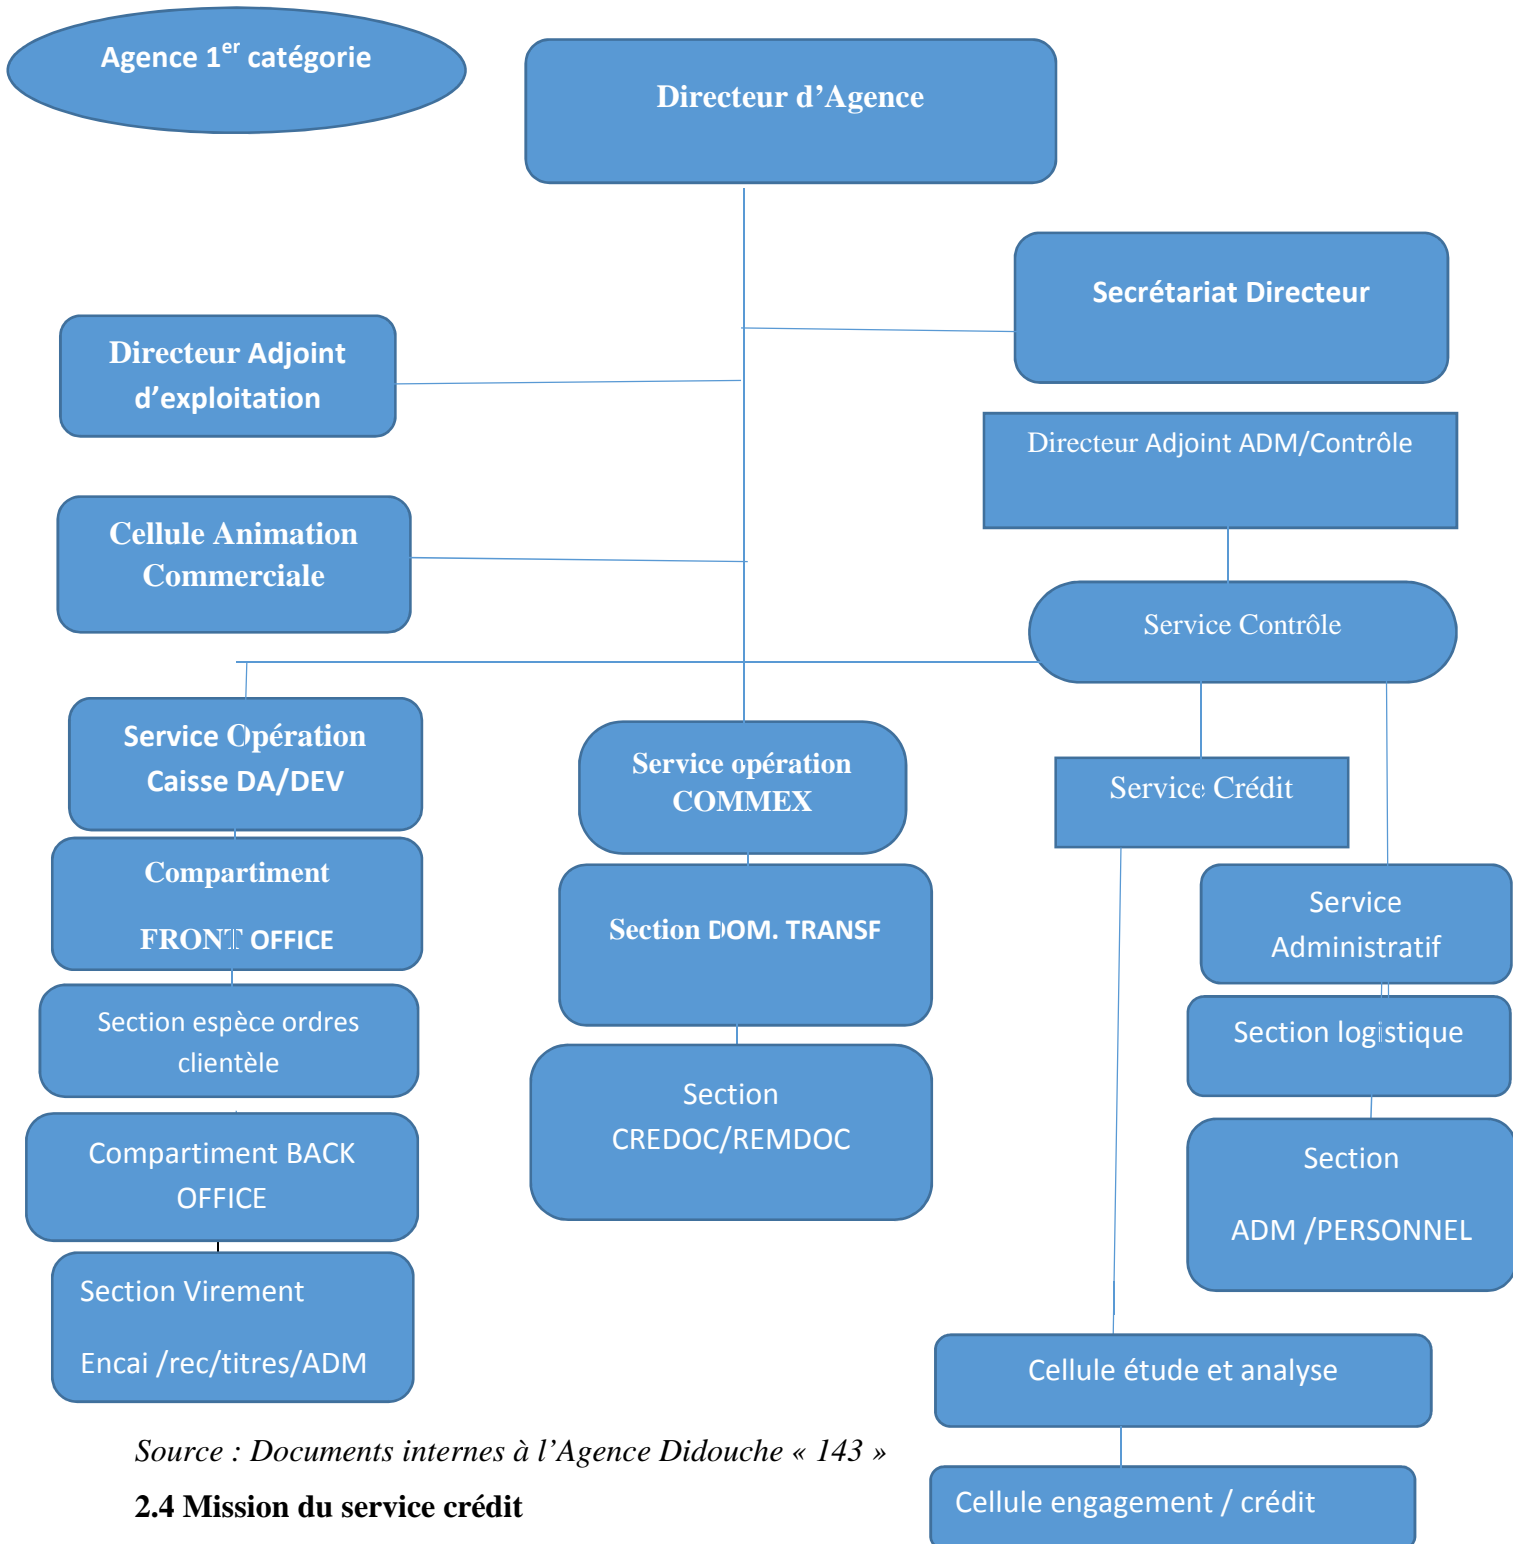 Agence 1er catégorie
Directeur d’Agence
Secrétariat Directeur
Directeur Adjoint
d’exploitation
Directeur Adjoint ADM/Contrôle
Cellule Animation
Commerciale
Service Contrôle
Service Opération
Caisse DA/DEV
Service opération
COMMEX
Service Crédit
Compartiment
FRONT OFFICE
Section DOM. TRANSF
Service
Administratif
Section espèce ordres
clientèle
Section logistique
Section
CREDOC/REMDOC
Compartiment BACK
OFFICE
Section
ADM /PERSONNEL
Section Virement
Encai /rec/titres/ADM
Cellule étude et analyse
Source : Documents internes à l’Agence Didouche « 143 »
2.4 Mission du service crédit
Cellule engagement / crédit